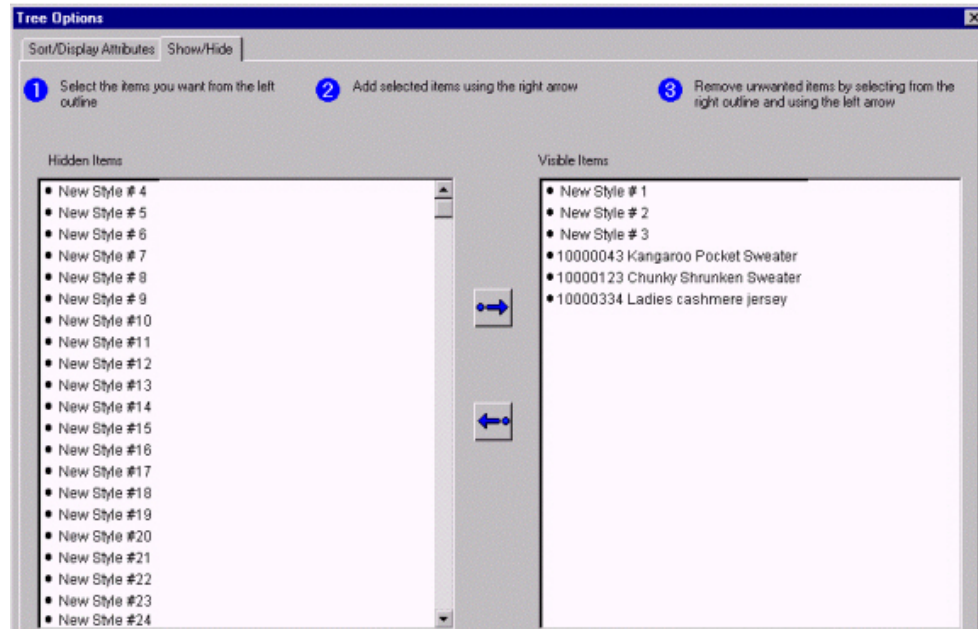 Tree Options
Sort/Display Attributes Show/Hide
1 Select the items you want from the left
outline
2 Add selected items using the right arrow
3 Remove unwanted items by selecting from the
right outline and using the left arrow
Hidden Items
New Style # 4
New Style # 5
New Style # 6
New Style # 7
New Style # 8
New Style # 9
New Style #10
New Style #11
New Style #12
New Style #13
New Style #14
New Style #15
New Style #16
New Style #17
New Style #18
New Style #19
New Style #20
New Style #21
New Style #22
New Style #23
New Style #24
Visible Items
New Style # 1
New Style # 2
New Style # 3
10000043 Kangaroo Pocket Sweater
10000123 Chunky Shrunken Sweater
10000334 Ladies cashmere jersey